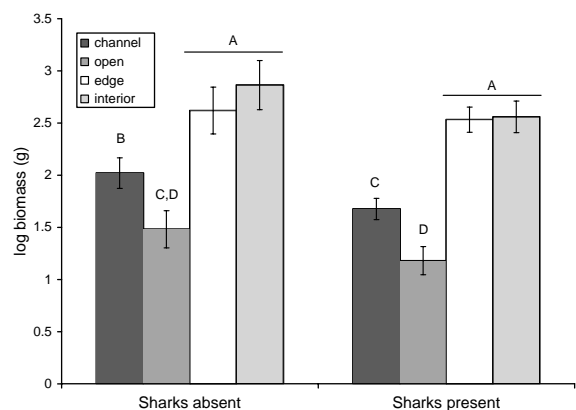 3.5
3
2.5
2
1.5
1
0.5
0
log biomass (g)
channel
open
edge
interior
A
B
C,D
A
C
D
Sharks absent
Sharks present